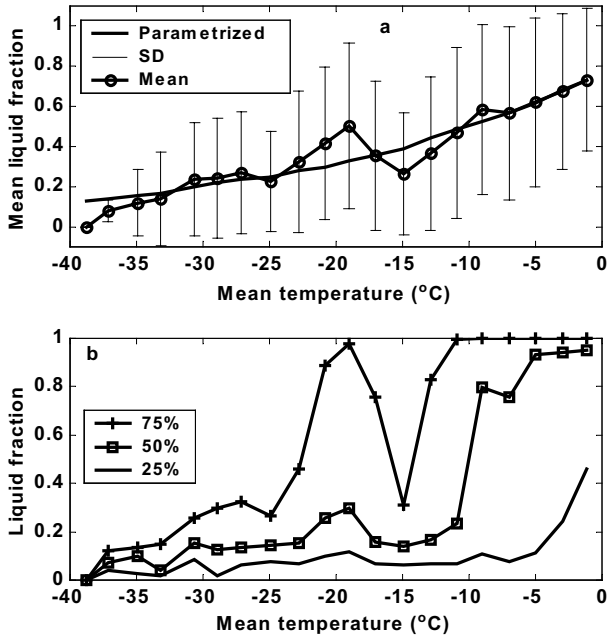 a
Parametrized
SD
Mean
Mean liquid fraction
1
0.8
0.6
0.4
0.2
0
-40 -35 -30 -25 -20 -15 -10 -5 0
Mean temperature (°C)
b
75%
50%
25%
Liquid fraction
1
0.8
0.6
0.4
0.2
0
-40 -35 -30 -25 -20 -15 -10 -5 0
Mean temperature (°C)